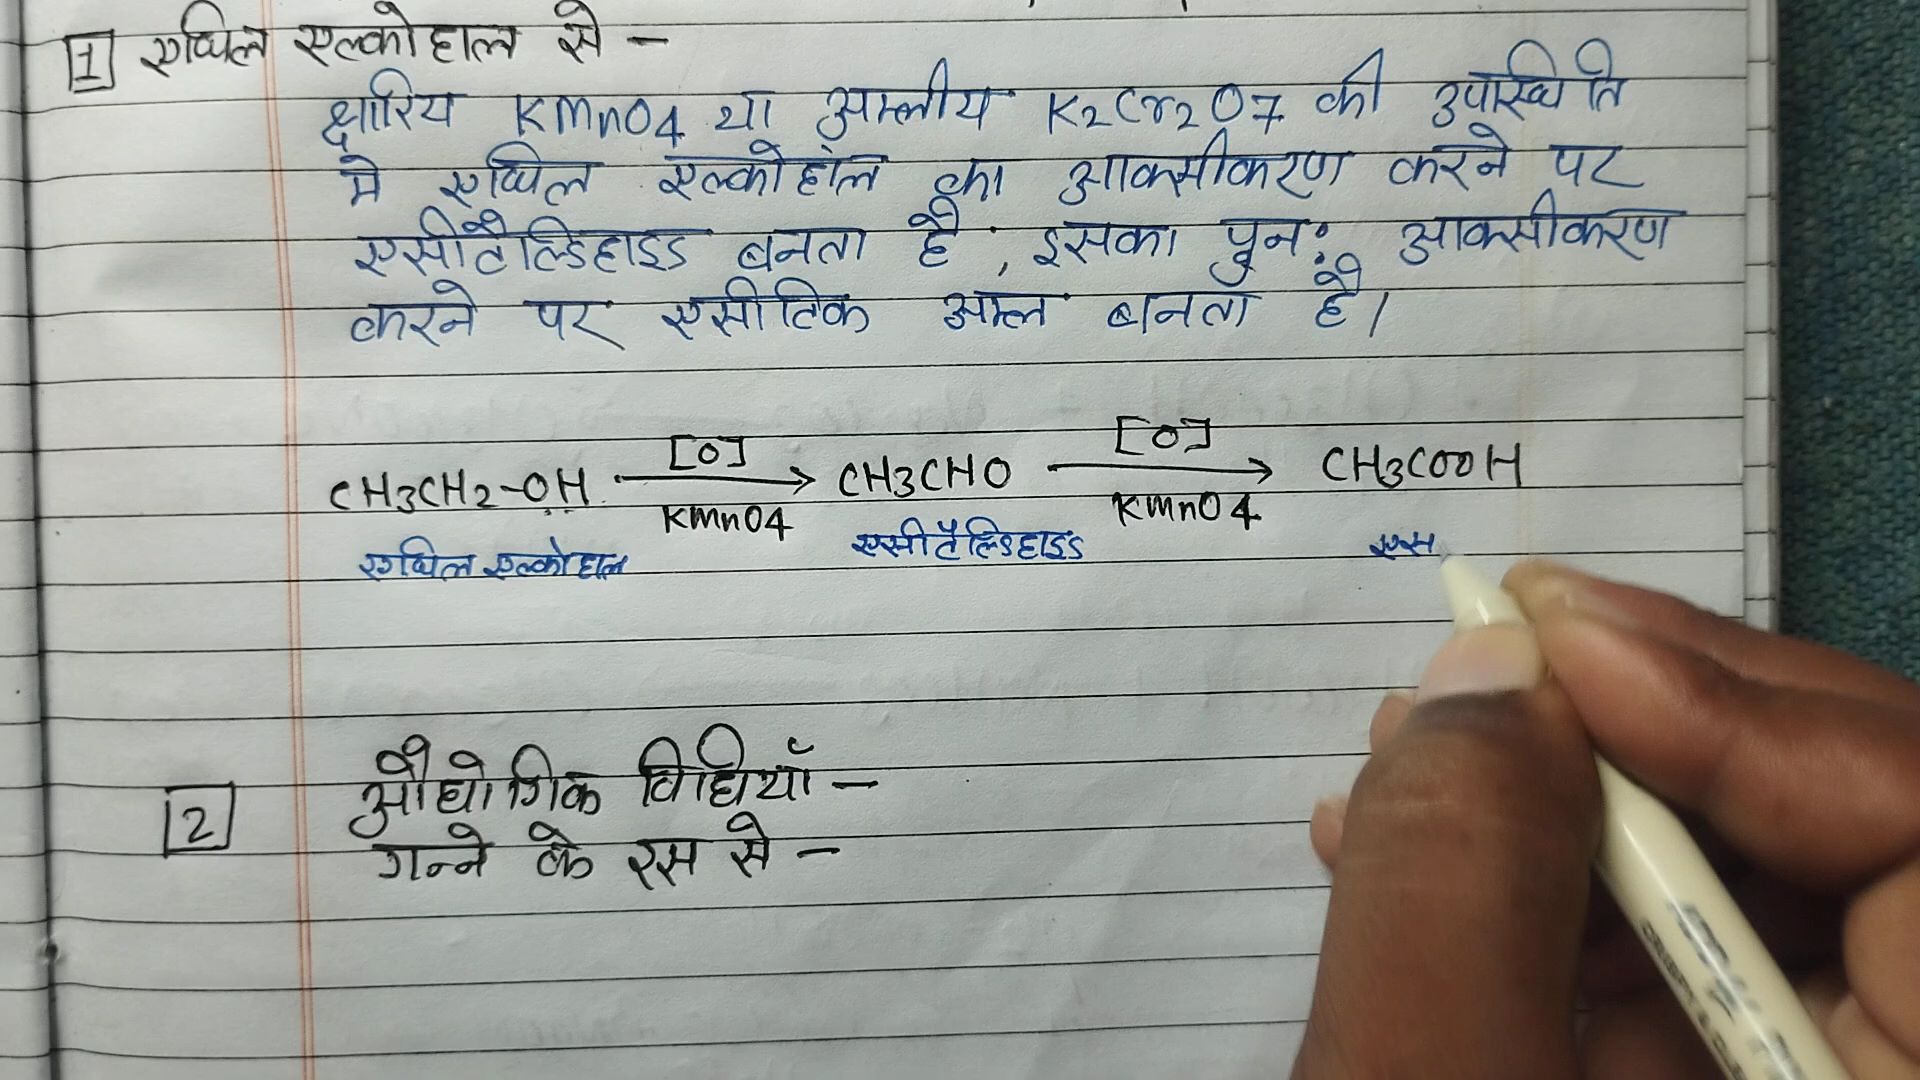 1 एथिल एल्कोहाल से -
क्षारिय KMnO4 या अम्लीय K2Cr2O7 की उपस्थिति
मे एथिल एल्कोहॉल का आक्सीकरण करने पर
एसीटैल्डिहाइड बनता है , इसका पुनः आक्सीकरण
करने पर एसीटिक अम्ल बनता है।
CH3CH2-OH [O] KMnO4 CH3CHO [O] KMnO4 CH3COOH
एथिल एल्कोहाल एसीटैल्डिहाइड एस
2 औद्योगिक विधियाँ -
गन्ने के रस से -